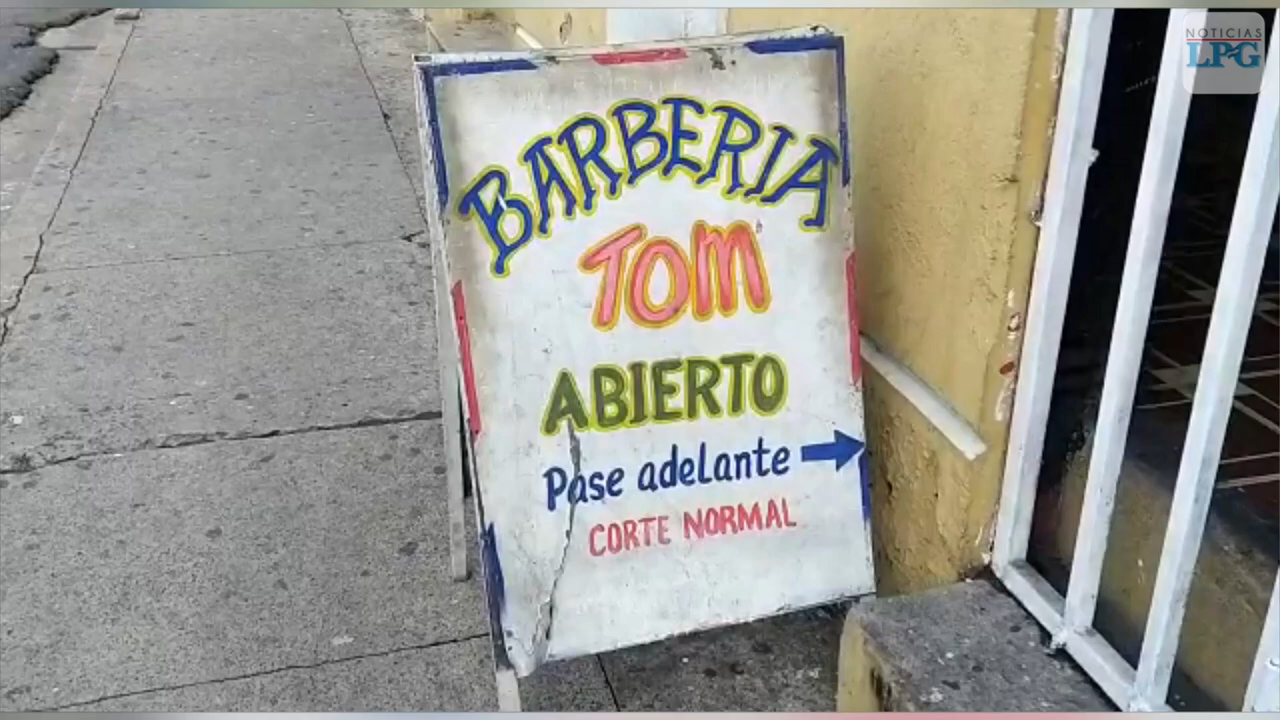 NOTICIAS
LPG
BARBERIA
TOM
ABIERTO
Pase adelante
CORTE NORMAL